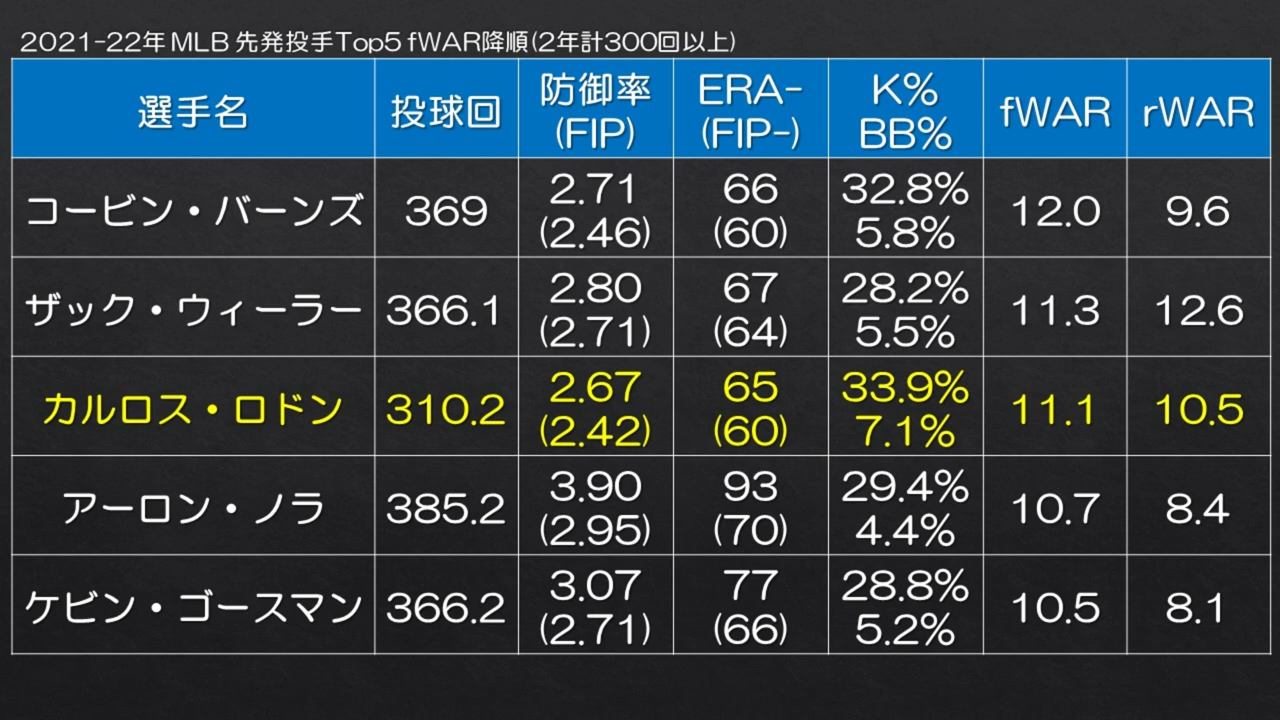 2021-22年 MLB 先発投手Top5 fWAR降順(2年計300回以上)
選手名 投球回 防御率 (FIP) ERA- (FIP-) K% BB% fWAR rWAR
コービン・バーンズ 369 2.71 (2.46) 66 (60) 32.8% 5.8% 12.0 9.6
ザック・ウィーラー 366.1 2.80 (2.71) 67 (64) 28.2% 5.5% 11.3 12.6
カルロス・ロドン 310.2 2.67 (2.42) 65 (60) 33.9% 7.1% 11.1 10.5
アーロン・ノラ 385.2 3.90 (2.95) 93 (70) 29.4% 4.4% 10.7 8.4
ケビン・ゴースマン 366.2 3.07 (2.71) 77 (66) 28.8% 5.2% 10.5 8.1